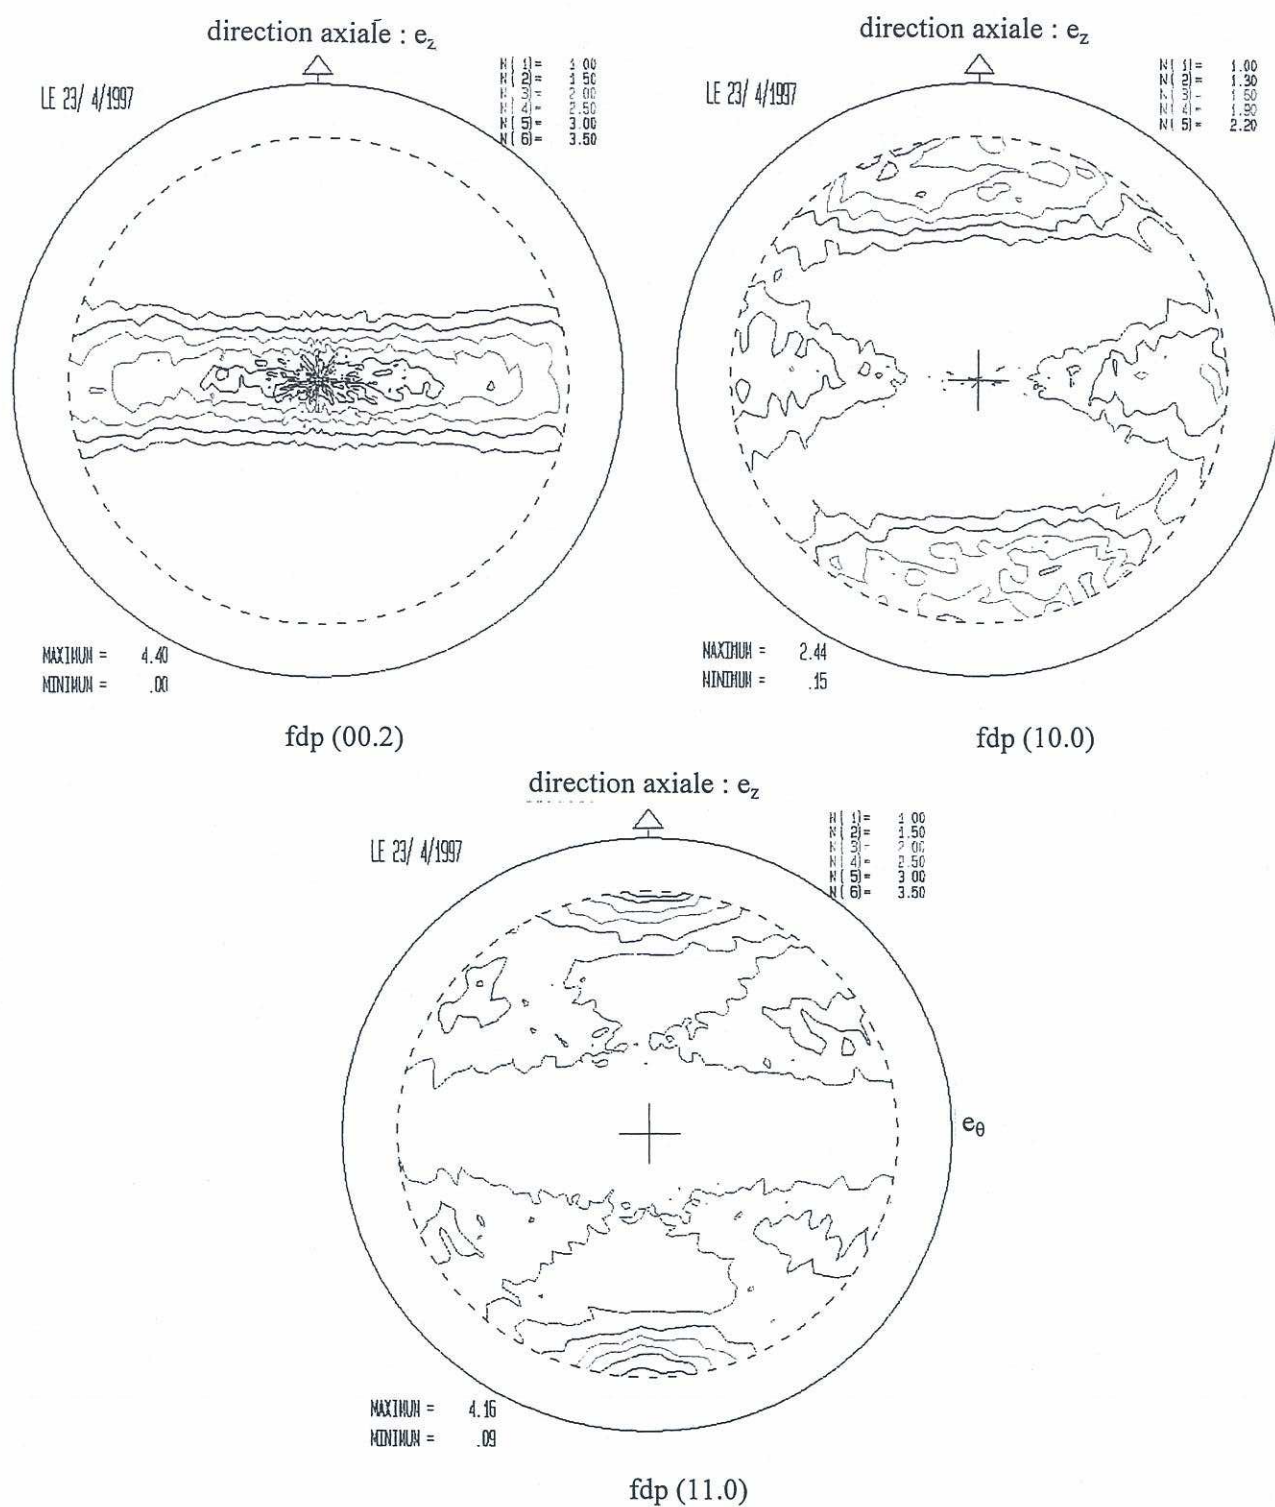 direction axiale : e_z
LE 23/ 4/1997
N( 1)= 1 00
N( 2)= 1 50
N( 3)= 2 00
N( 4)= 2.50
N( 5)= 3.00
N( 6)= 3.50
MAXIMUM = 4.40
MINIMUM = .00
fdp (00.2)
direction axiale : e_z
LE 23/ 4/1997
N( 1)= 1.00
N( 2)= 1.30
N( 3)= 1.60
N( 4)= 1.90
N( 5)= 2.20
MAXIMUM = 2.44
MINIMUM = .15
fdp (10.0)
direction axiale : e_z
LE 23/ 4/1997
N( 1)= 1 00
N( 2)= 1.50
N( 3)= 2 00
N( 4)= 2.50
N( 5)= 3 00
N( 6)= 3.50
e_θ
MAXIMUM = 4.16
MINIMUM = .09
fdp (11.0)